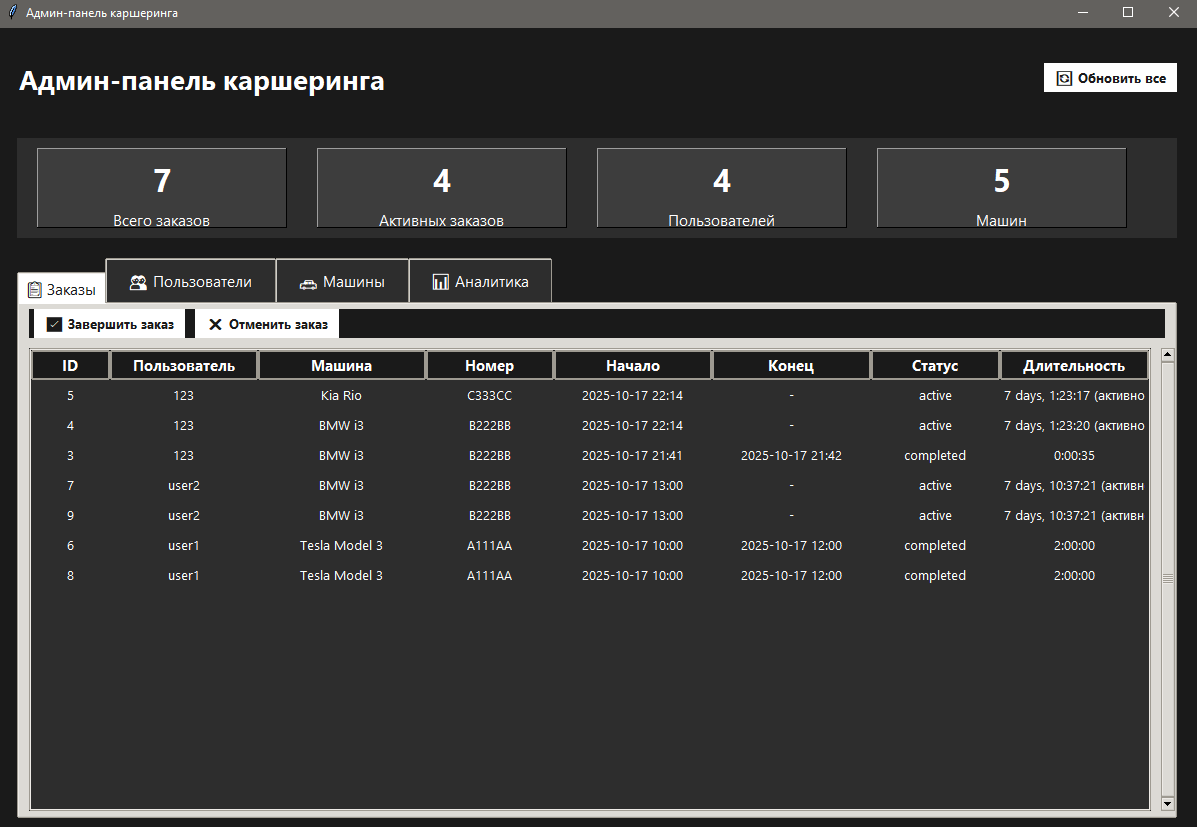 Админ-панель каршеринга
Админ-панель каршеринга
Обновить все
7 4 4 5
Всего заказов Активных заказов Пользователей Машин
Заказы Пользователи Машины Аналитика
Завершить заказ Отменить заказ
ID Пользователь Машина Номер Начало Конец Статус Длительность
5 123 Kia Rio C333CC 2025-10-17 22:14 - active 7 days, 1:23:17 (активно
4 123 BMW i3 B222BB 2025-10-17 22:14 - active 7 days, 1:23:20 (активно
3 123 BMW i3 B222BB 2025-10-17 21:41 2025-10-17 21:42 completed 0:00:35
7 user2 BMW i3 B222BB 2025-10-17 13:00 - active 7 days, 10:37:21 (активн
9 user2 BMW i3 B222BB 2025-10-17 13:00 - active 7 days, 10:37:21 (активн
6 user1 Tesla Model 3 A111AA 2025-10-17 10:00 2025-10-17 12:00 completed 2:00:00
8 user1 Tesla Model 3 A111AA 2025-10-17 10:00 2025-10-17 12:00 completed 2:00:00